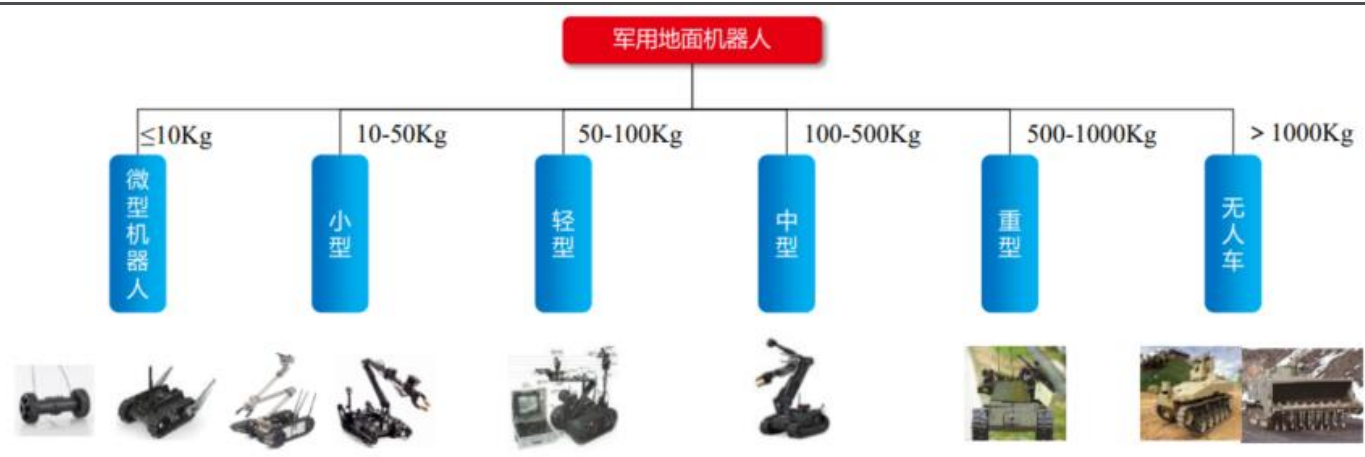 军用地面机器人
≤10Kg
10-50Kg
50-100Kg
100-500Kg
500-1000Kg
> 1000Kg
微型机器人
小型
轻型
中型
重型
无人车